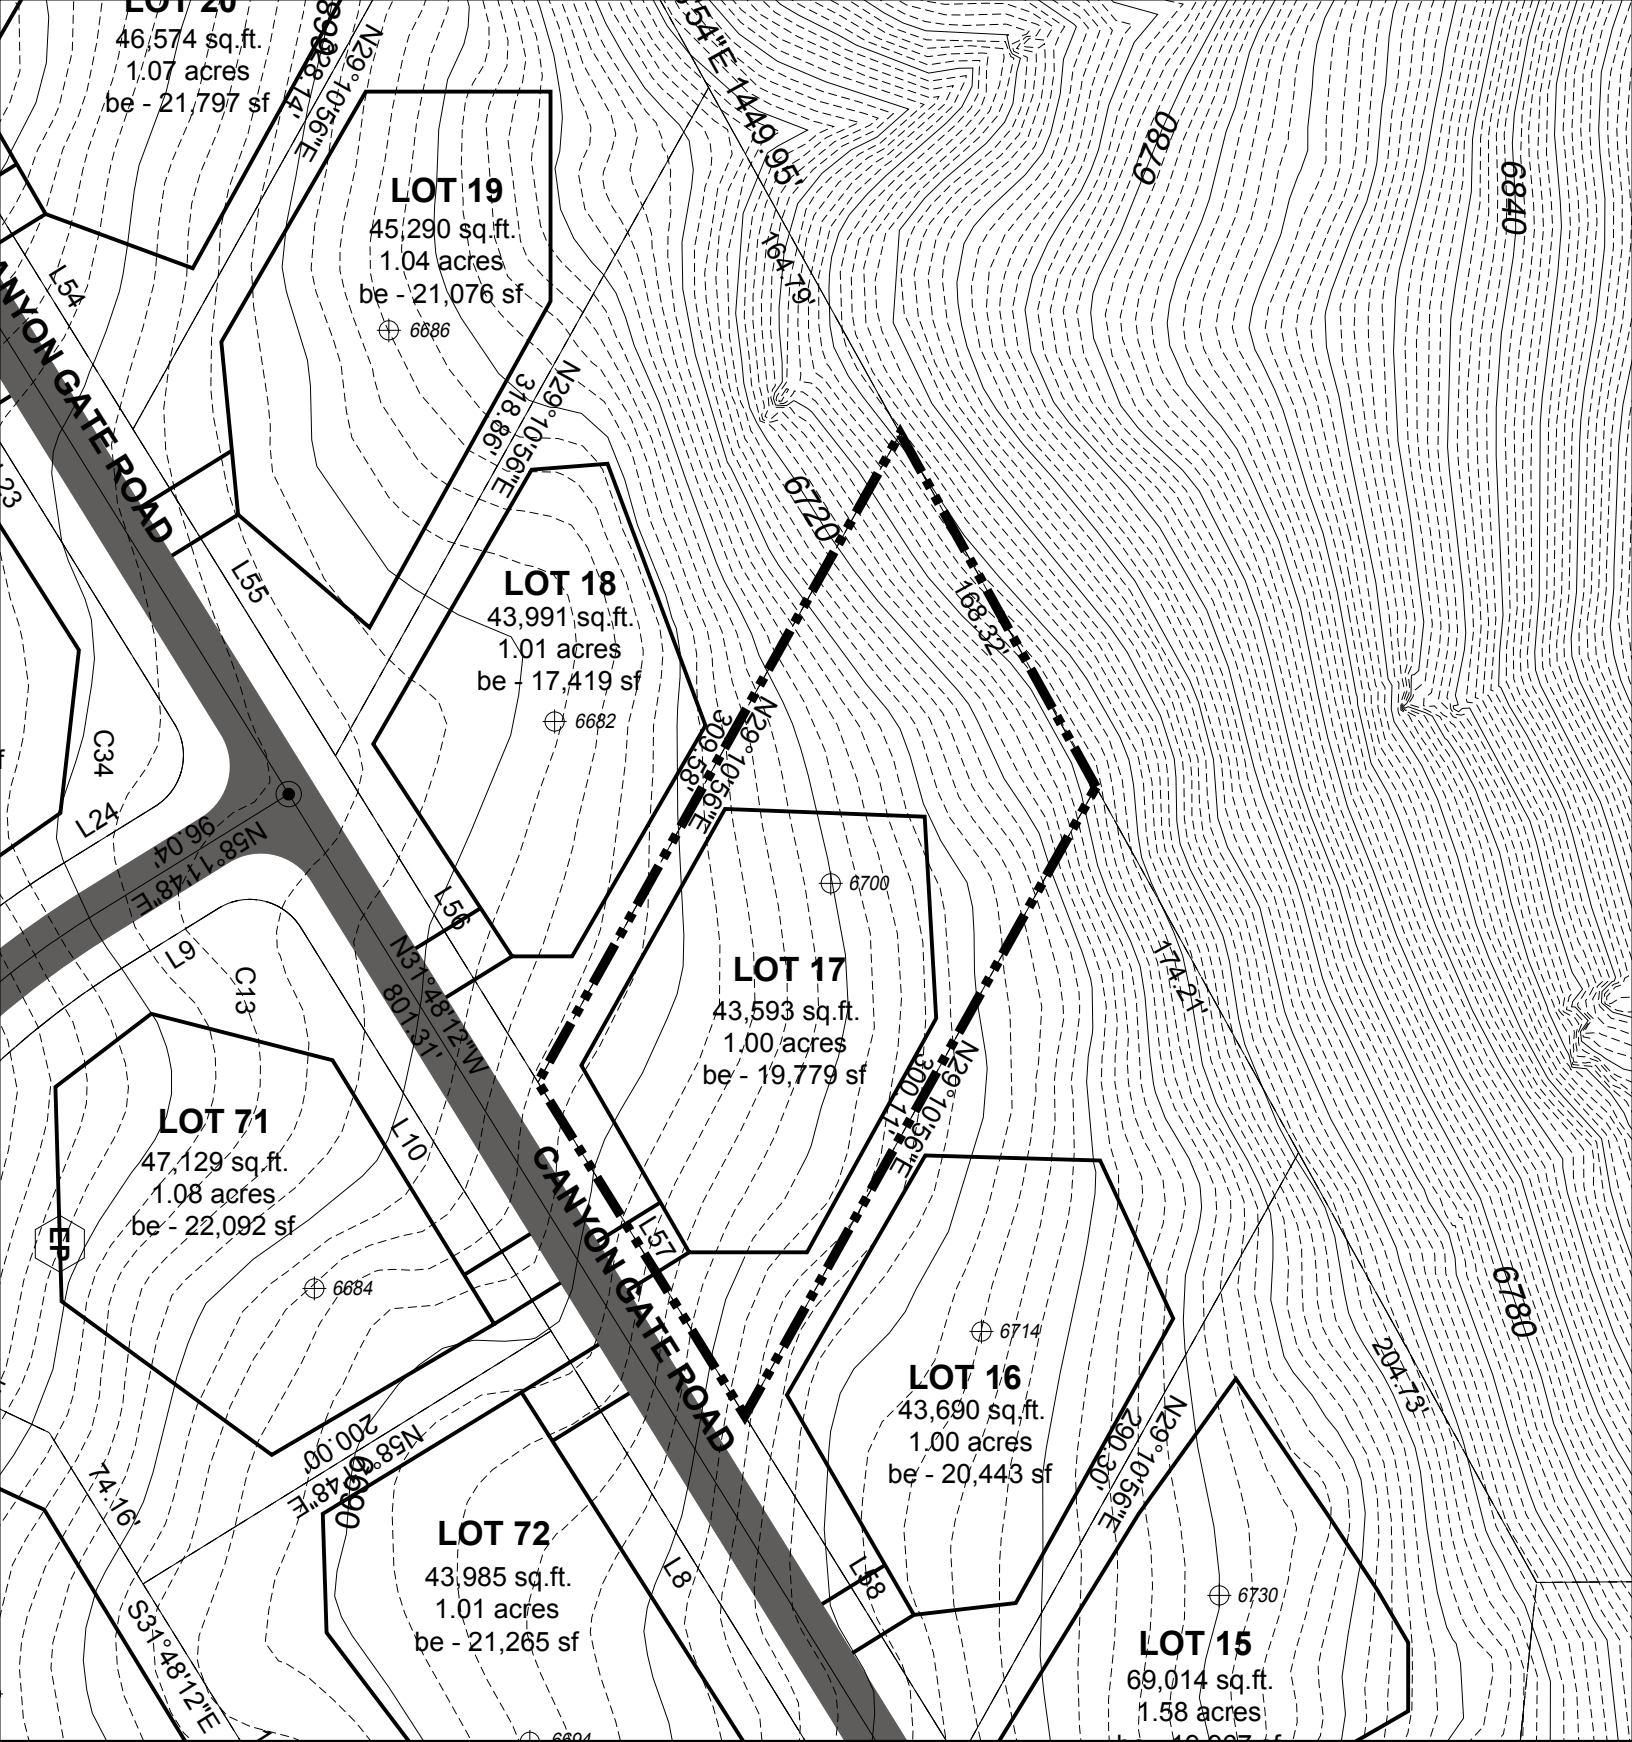 LOT 20
46,574 sq.ft.
1.07 acres
be - 21,797 sf
N29°10'56"E
54"E 1449.95'
6780
6840
LOT 19
45,290 sq.ft.
1.04 acres
be - 21,076 sf
6686
164.79'
L54
CANYON GATE ROAD
N29°10'56"E
318.86'
6720
L55
LOT 18
43,991 sq.ft.
1.01 acres
be - 17,419 sf
6682
168.32'
N29°10'56"E
309.58'
C34
L24
96.04'
N58°11'48"E
L56
6700
L9
C13
N31°48'12"W
801.31'
LOT 17
43,593 sq.ft.
1.00 acres
be - 19,779 sf
174.21'
N29°10'56"E
300.11'
LOT 71
47,129 sq.ft.
1.08 acres
be - 22,092 sf
6684
EP
L10
CANYON GATE ROAD
L57
6714
6780
LOT 16
43,690 sq.ft.
1.00 acres
be - 20,443 sf
204.73'
N29°10'56"E
290.30'
200.00'
N58°11'48"E
6690
74.16'
LOT 72
43,985 sq.ft.
1.01 acres
be - 21,265 sf
L8
L58
6730
LOT 15
69,014 sq.ft.
1.58 acres
S31°48'12"E